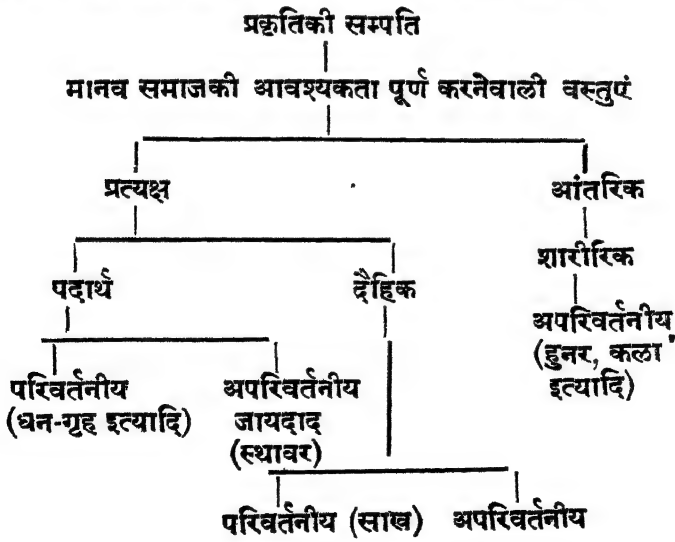 प्रकृतिकी सम्पति
मानव समाजकी आवश्यकता पूर्ण करनेवाली वस्तुएं
प्रत्यक्ष
आंतरिक
शारीरिक
पदार्थ
दैहिक
अपरिवर्तनीय
(हुनर, कला
इत्यादि)
परिवर्तनीय
(धन-गृह इत्यादि)
अपरिवर्तनीय
जायदाद
(स्थावर)
परिवर्तनीय (साख)
अपरिवर्तनीय